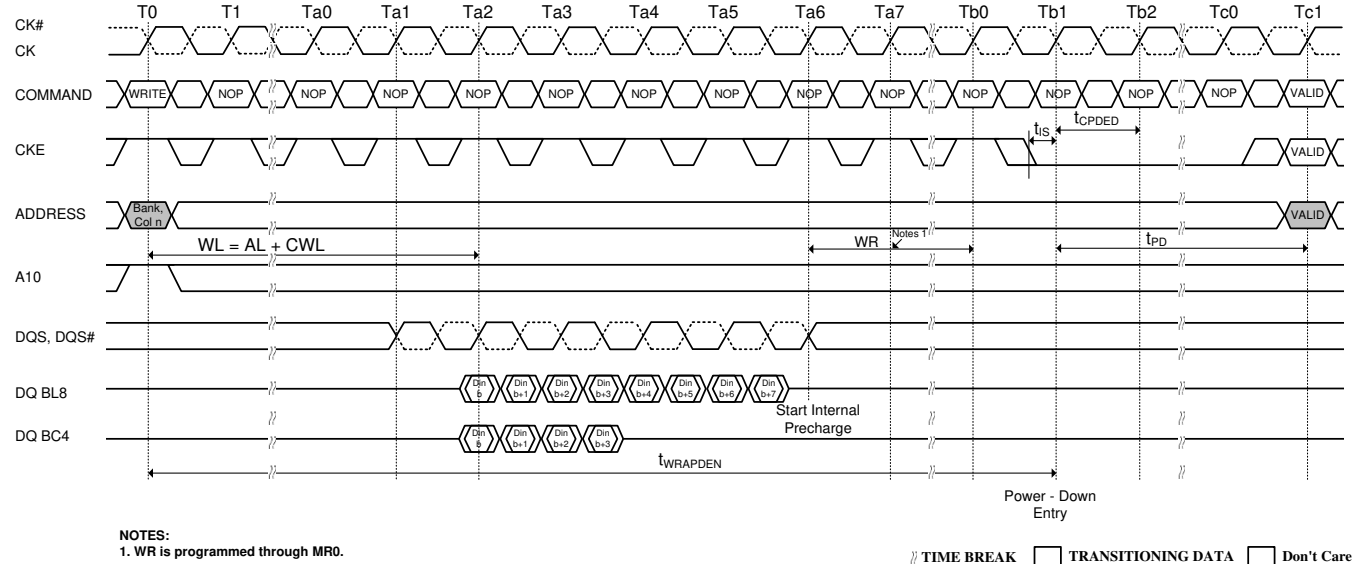 T0 T1 Ta0 Ta1 Ta2 Ta3 Ta4 Ta5 Ta6 Ta7 Tb0 Tb1 Tb2 Tc0 Tc1
CK#
CK
COMMAND WRITE NOP NOP NOP NOP NOP NOP NOP NOP NOP NOP NOP NOP NOP VALID
tIS tCPDED
CKE VALID
ADDRESS Bank, Col n VALID
WL = AL + CWL WR Notes 1 tPD
A10
DQS, DQS#
DQ BL8 Din b Din b+1 Din b+2 Din b+3 Din b+4 Din b+5 Din b+6 Din b+7
Start Internal
Precharge
DQ BC4 Din b Din b+1 Din b+2 Din b+3
tWRAPDEN
Power - Down
Entry
NOTES:
1. WR is programmed through MR0.
TIME BREAK TRANSITIONING DATA Don't Care